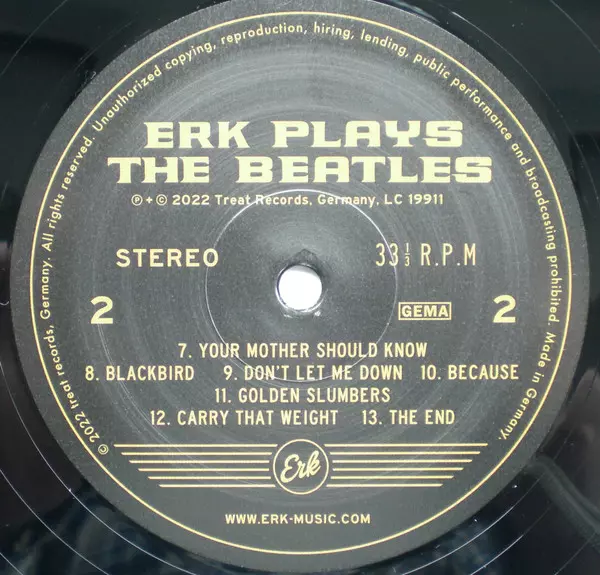 © 2022 treat records, Germany. All rights reserved. Unauthorized copying, reproduction, hiring, lending, public performance and broadcasting prohibited. Made in Germany.
ERK PLAYS
THE BEATLES
℗ + © 2022 Treat Records, Germany, LC 19911
STEREO 33⅓ R.P.M
2 GEMA 2
7. YOUR MOTHER SHOULD KNOW
8. BLACKBIRD 9. DON'T LET ME DOWN 10. BECAUSE
11. GOLDEN SLUMBERS
12. CARRY THAT WEIGHT 13. THE END
Erk
WWW.ERK-MUSIC.COM